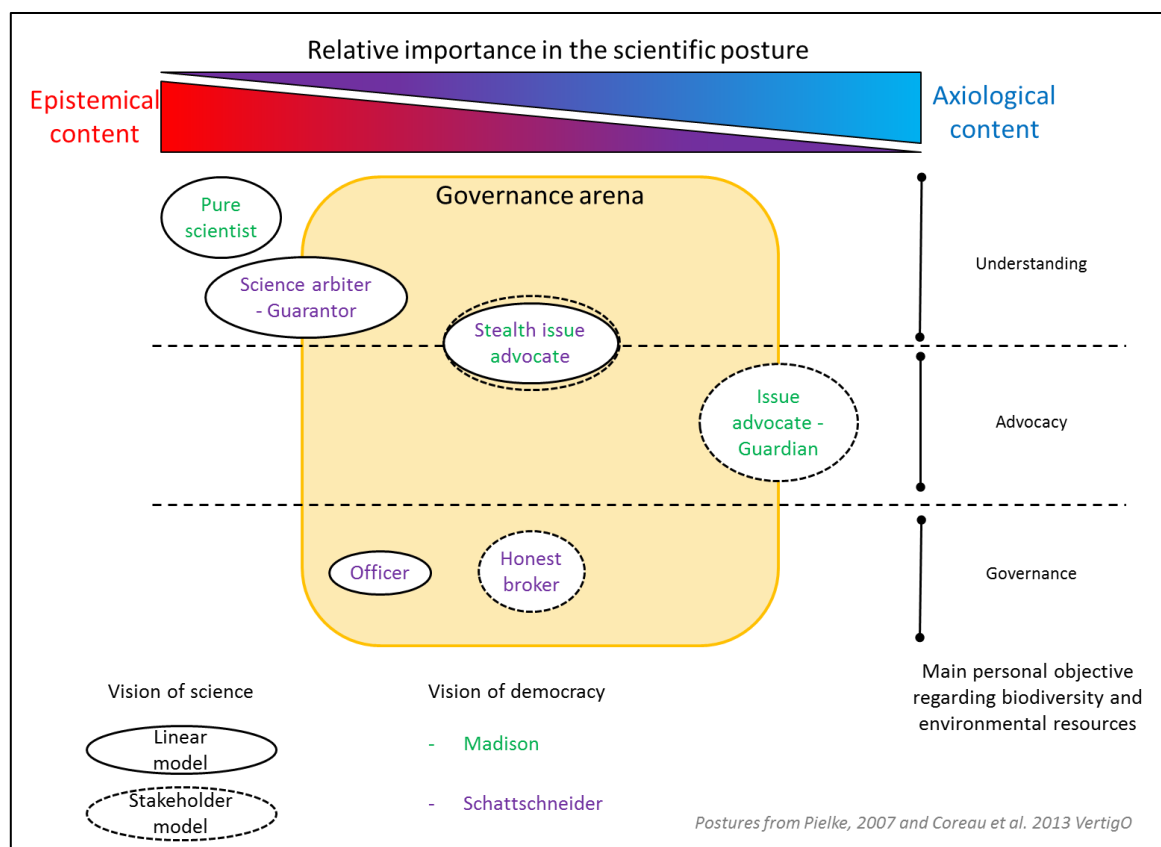 Relative importance in the scientific posture
Epistemical
content
Axiological
content
Governance arena
Pure
scientist
Science arbiter
- Guarantor
Understanding
Stealth issue
advocate
Issue
advocate -
Guardian
Advocacy
Officer
Honest
broker
Governance
Main personal objective
regarding biodiversity and
environmental resources
Vision of science
Linear
model
Stakeholder
model
Vision of democracy
- Madison
- Schattschneider
Postures from Pielke, 2007 and Coreau et al. 2013 VertigO